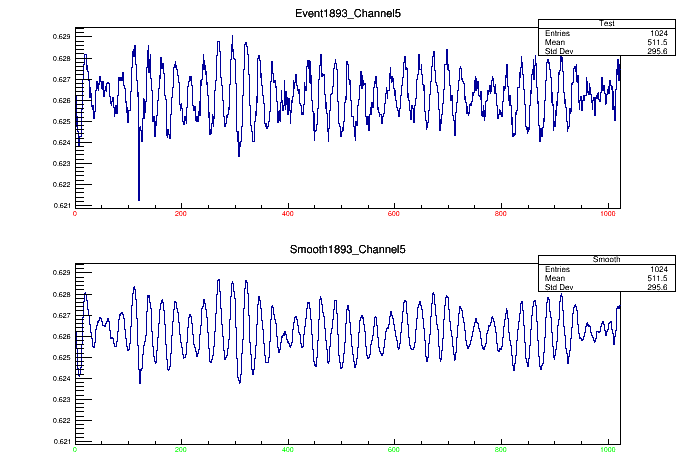 Event1893_Channel5
Test
Entries 1024
Mean 511.5
Std Dev 295.6
0.629
0.628
0.627
0.626
0.625
0.624
0.623
0.622
0.621
0 200 400 600 800 1000
Smooth1893_Channel5
Smooth
Entries 1024
Mean 511.5
Std Dev 295.6
0.629
0.628
0.627
0.626
0.625
0.624
0.623
0.622
0.621
0 200 400 600 800 1000